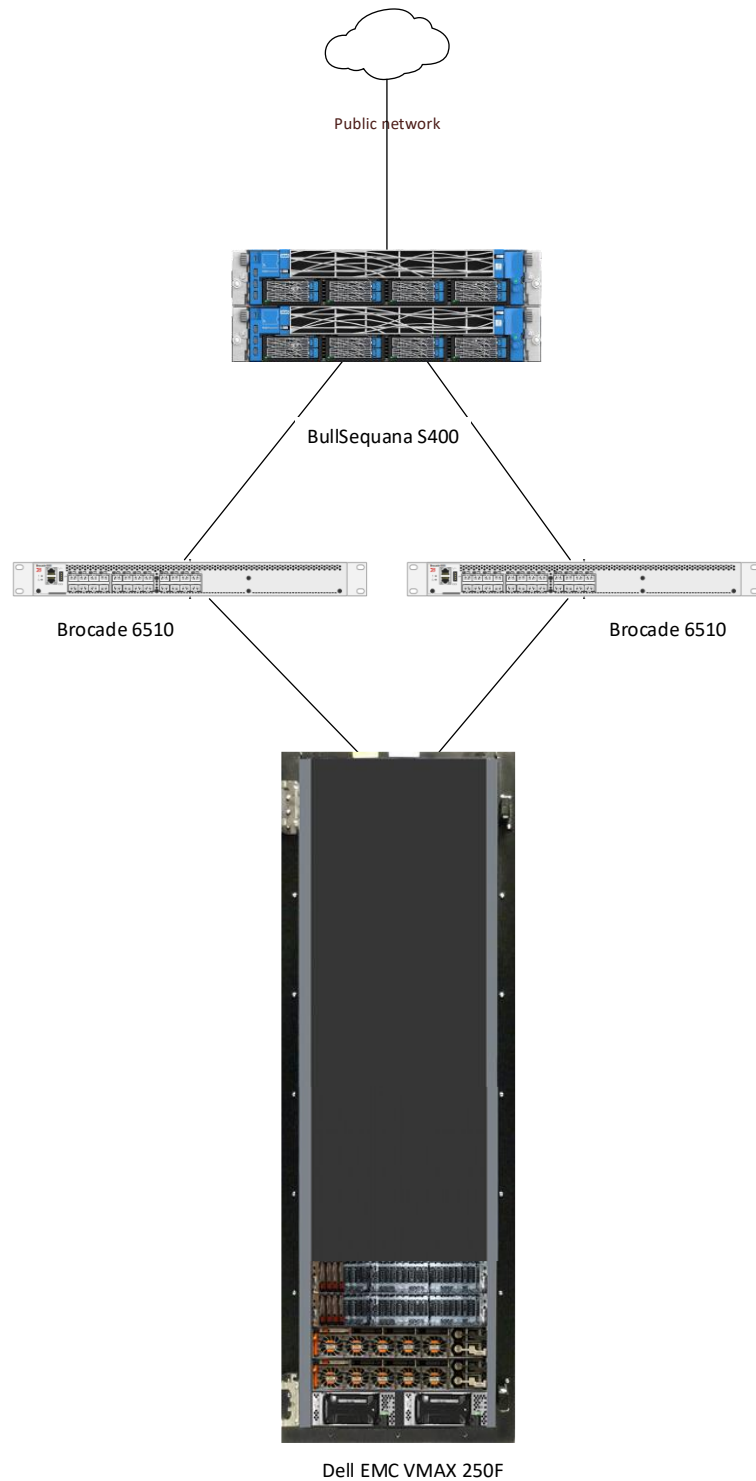 Public network
BullSequana S400
Brocade 6510
Brocade 6510
Dell EMC VMAX 250F